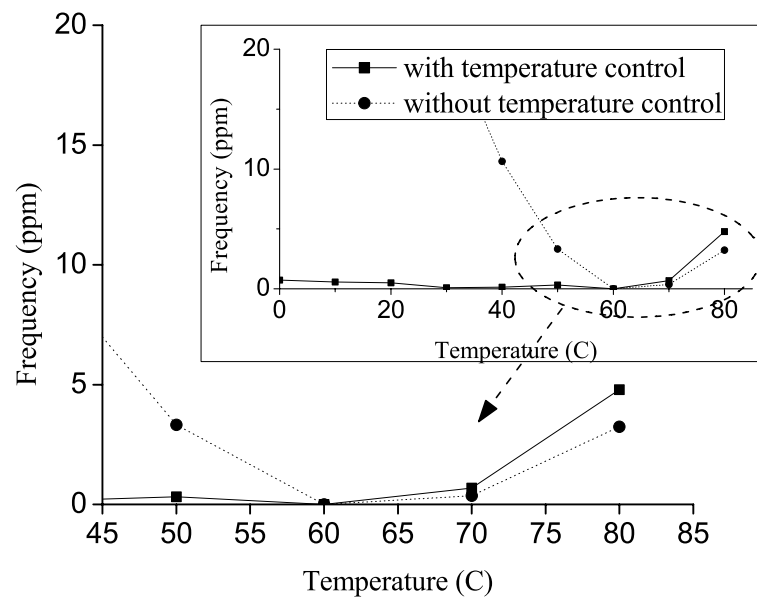 20
15
10
5
0
Frequency (ppm)
45 50 55 60 65 70 75 80 85
Temperature (C)
20
10
0
Frequency (ppm)
with temperature control
without temperature control
0 20 40 60 80
Temperature (C)